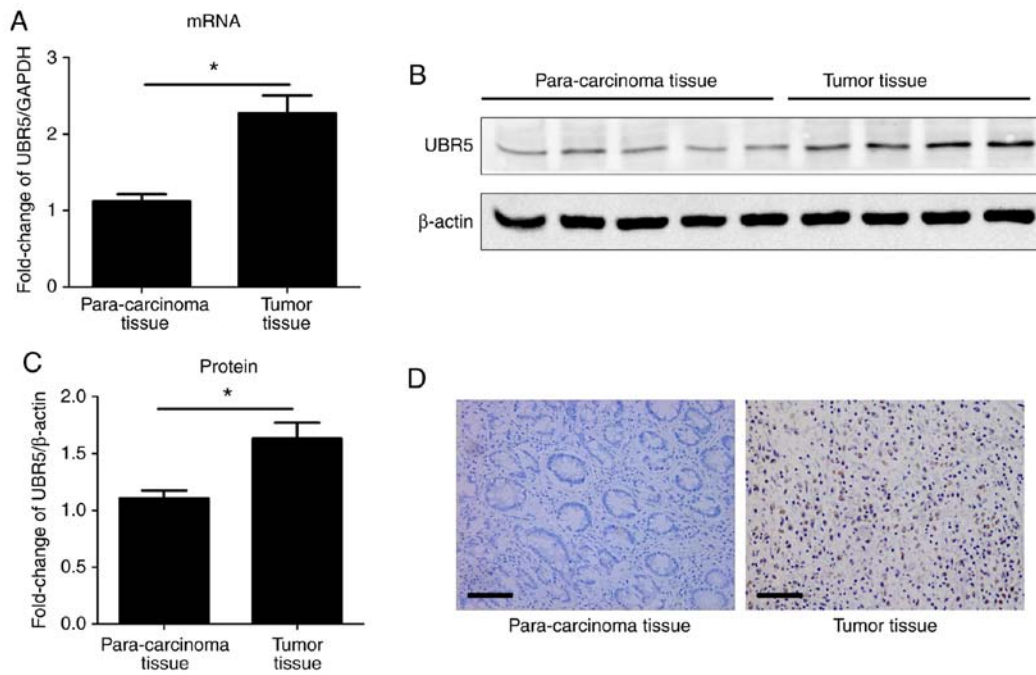 A
mRNA
Fold-change of UBR5/GAPDH
3
2
1
0
*
Para-carcinoma
tissue
Tumor
tissue
B
Para-carcinoma tissue
Tumor tissue
UBR5
β-actin
C
Protein
Fold-change of UBR5/β-actin
2.0
1.5
1.0
0.5
0.0
*
Para-carcinoma
tissue
Tumor
tissue
D
Para-carcinoma tissue
Tumor tissue